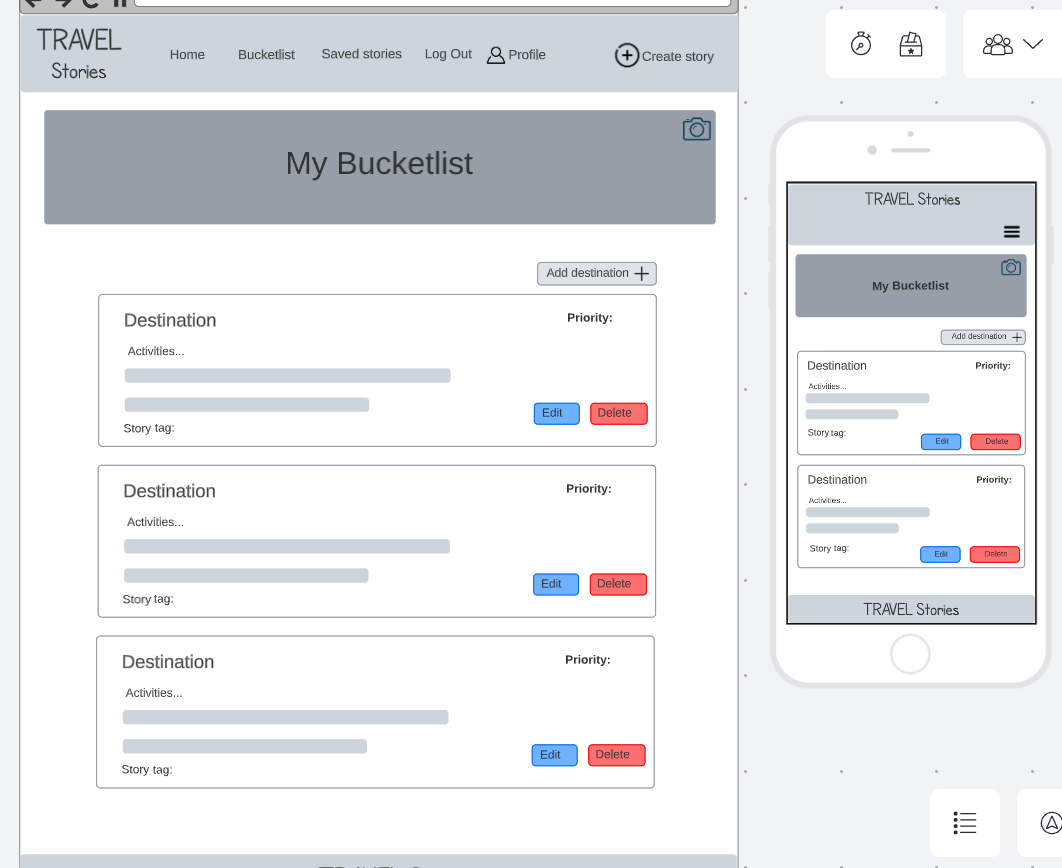 TRAVEL
Stories
Home Bucketlist Saved stories Log Out Profile Create story
My Bucketlist
Add destination
Destination Priority:
Activities...
Edit Delete
Story tag:
Destination Priority:
Activities...
Edit Delete
Story tag:
Destination Priority:
Activities...
Edit Delete
Story tag:
TRAVEL Stories
My Bucketlist
Add destination
Destination Priority:
Activities...
Story tag:
Edit Delete
Destination Priority:
Activities...
Story tag:
Edit Delete
TRAVEL Stories